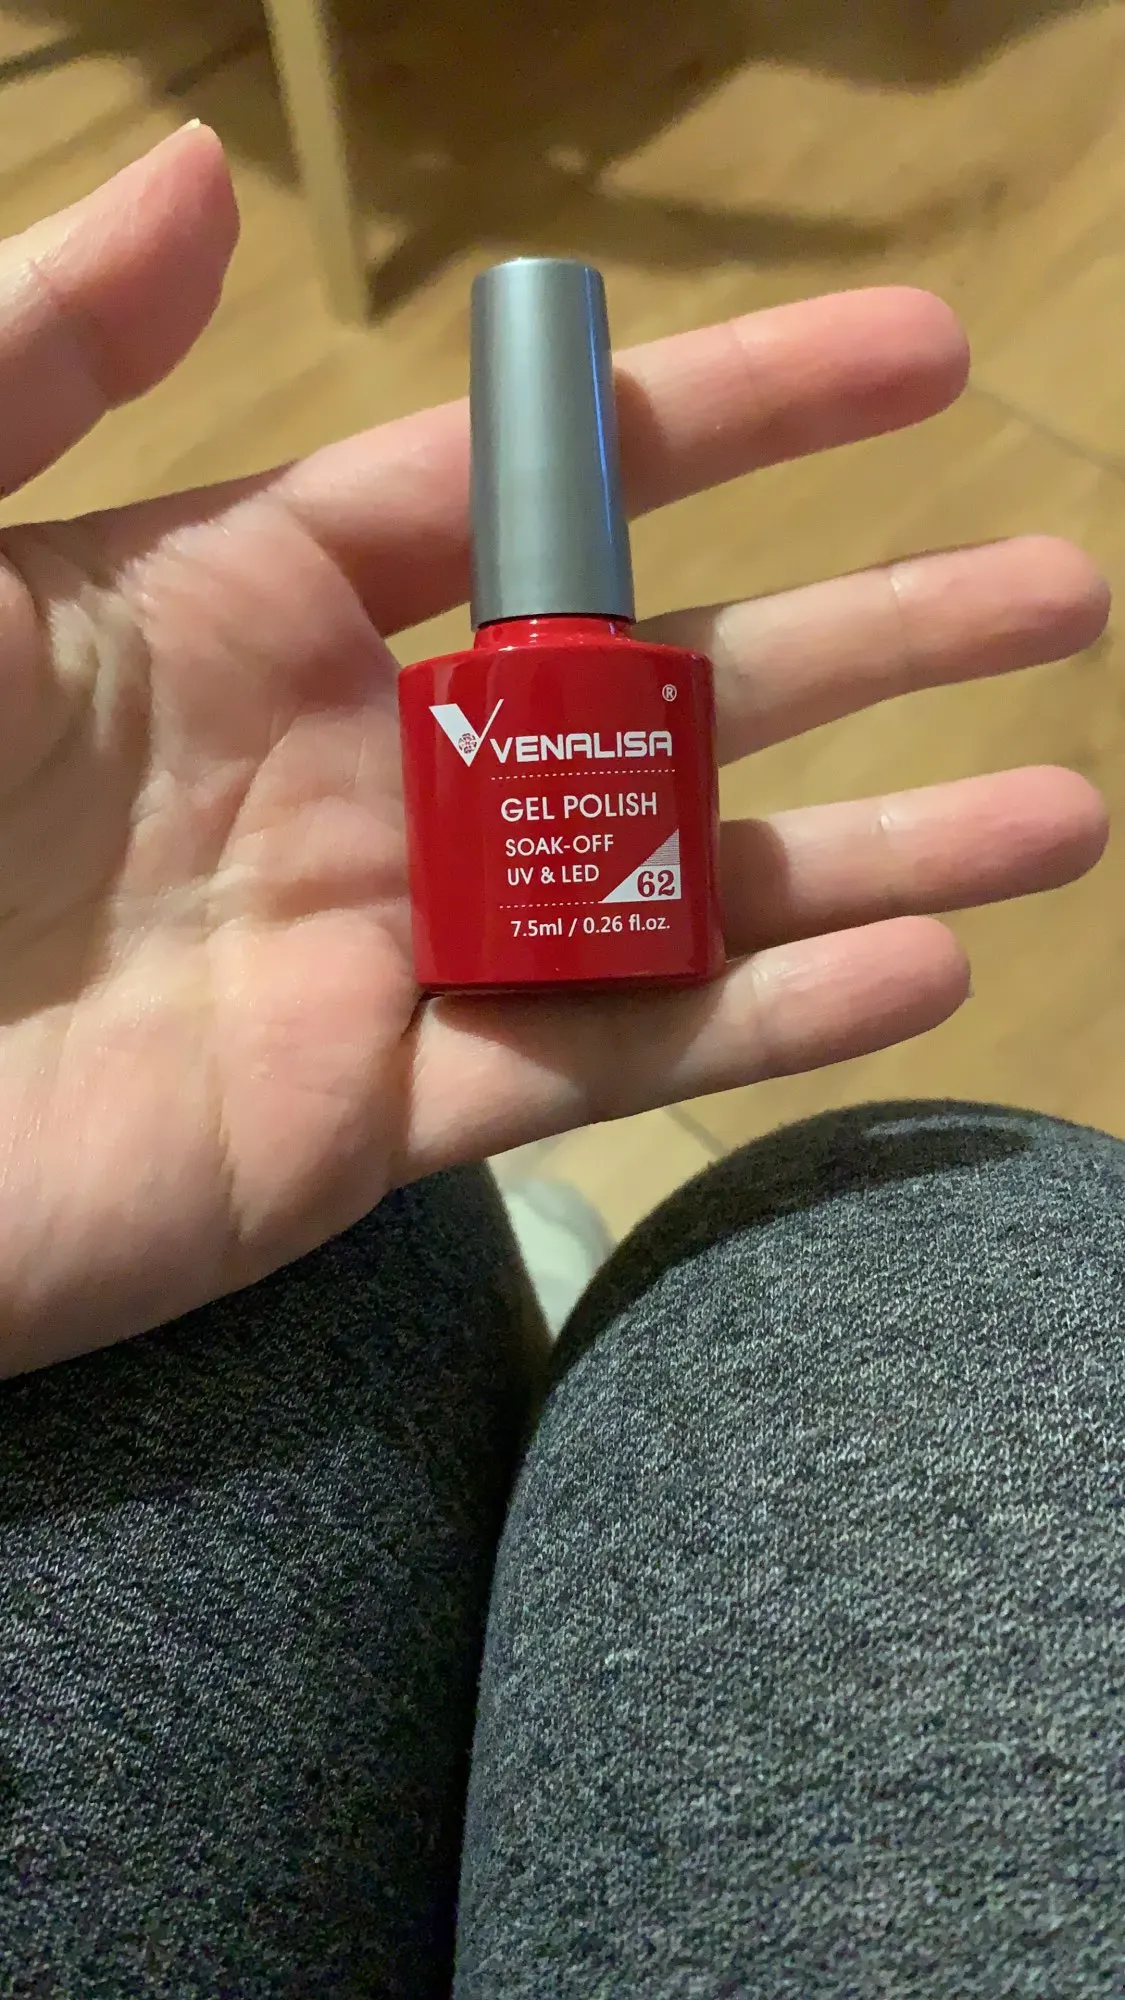 ®
VENALISA
GEL POLISH
SOAK-OFF
UV & LED
62
7.5ml / 0.26 fl.oz.